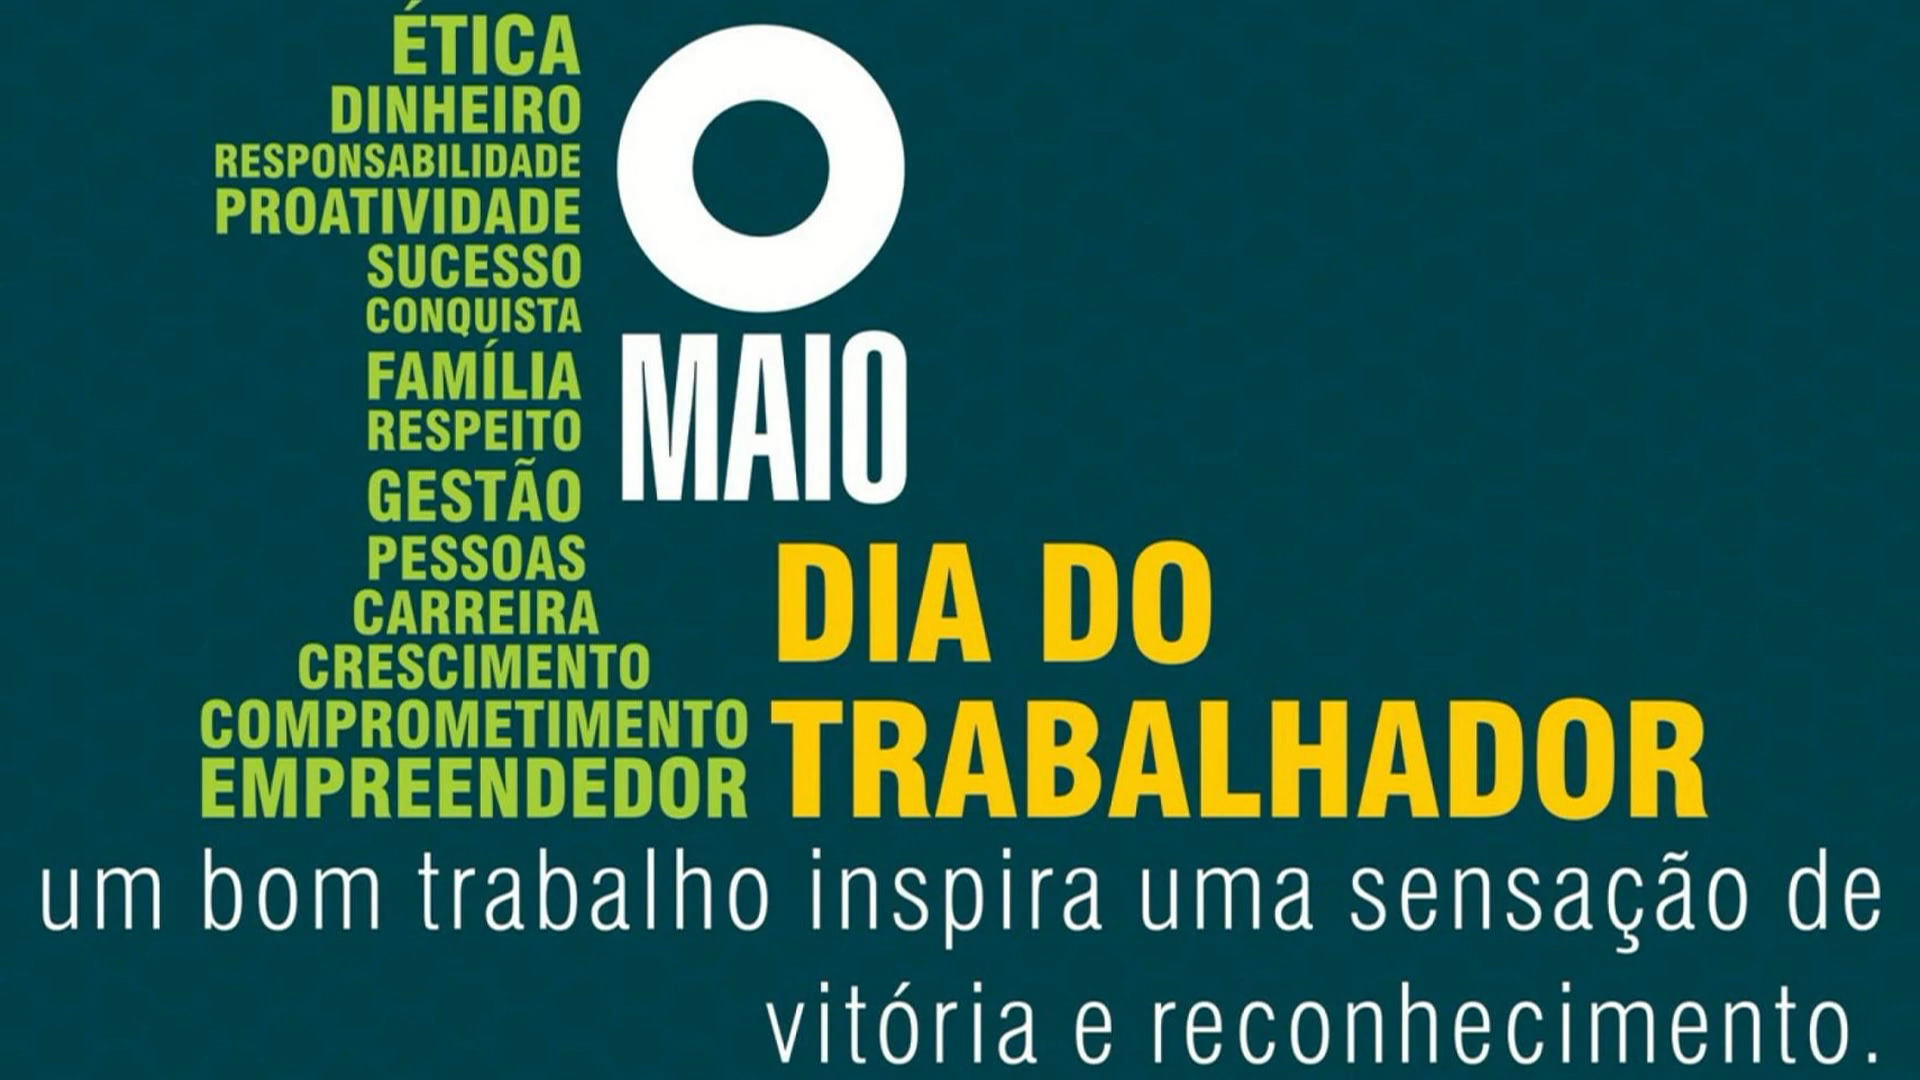 ÉTICA
DINHEIRO
RESPONSABILIDADE
PROATIVIDADE
SUCESSO
CONQUISTA
FAMÍLIA
RESPEITO
GESTÃO
PESSOAS
CARREIRA
CRESCIMENTO
COMPROMETIMENTO
EMPREENDEDOR
O
MAIO
DIA DO
TRABALHADOR
um bom trabalho inspira uma sensação de
vitória e reconhecimento.